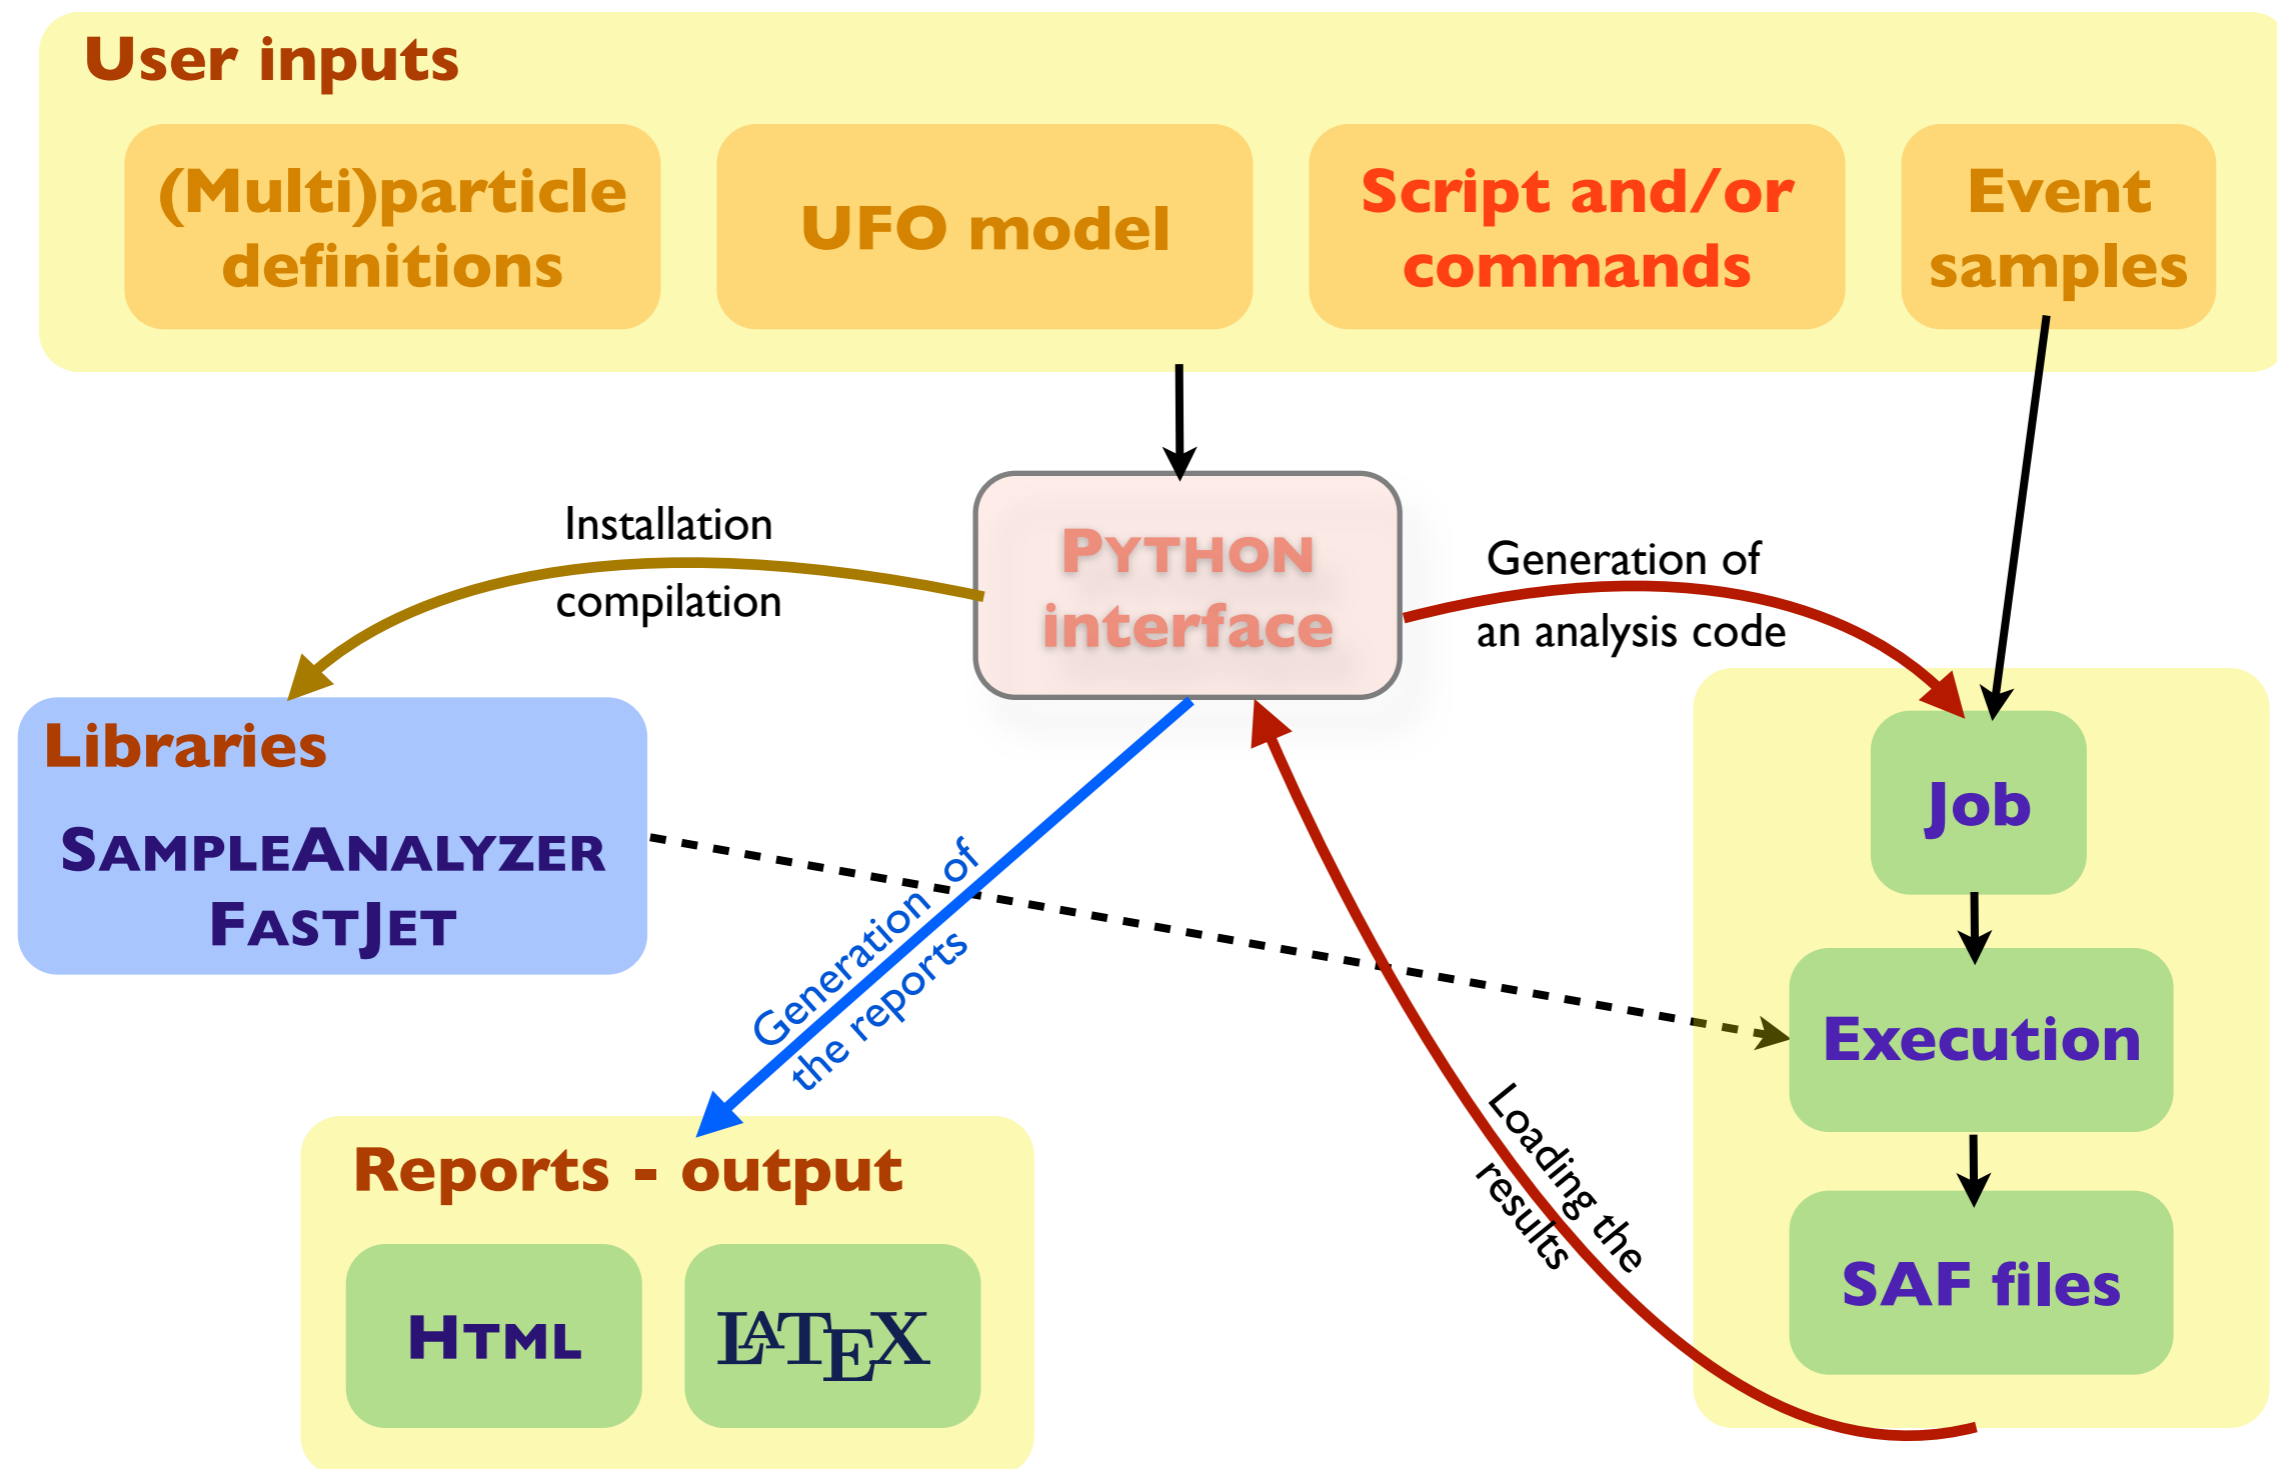 User inputs
(Multi)particle
definitions
UFO model
Script and/or
commands
Event
samples
Installation
compilation
PYTHON
interface
Generation of
an analysis code
Libraries
SAMPLEANALYZER
FASTJET
Generation of
the reports
Job
Execution
SAF files
Loading the
results
Reports - output
HTML
LATEX